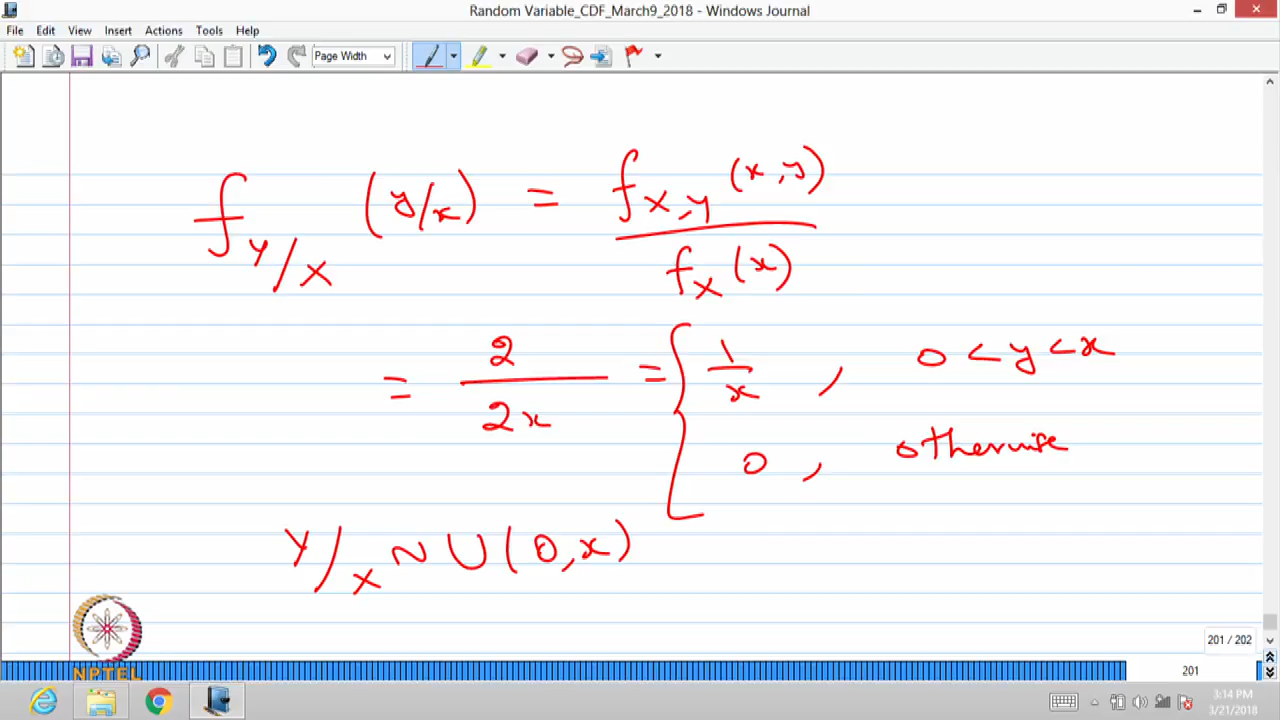 Random Variable_CDF_March9_2018 - Windows Journal
File Edit View Insert Actions Tools Help
Page Width
f_{Y/X} (y/x) = f_{X,Y}(x,y) / f_X(x)
= 2 / 2x = { 1/x , 0 < y < x
0 , otherwise
Y/X ~ U(0,x)
NPTEL
201 / 202
201
3:14 PM
3/21/2018